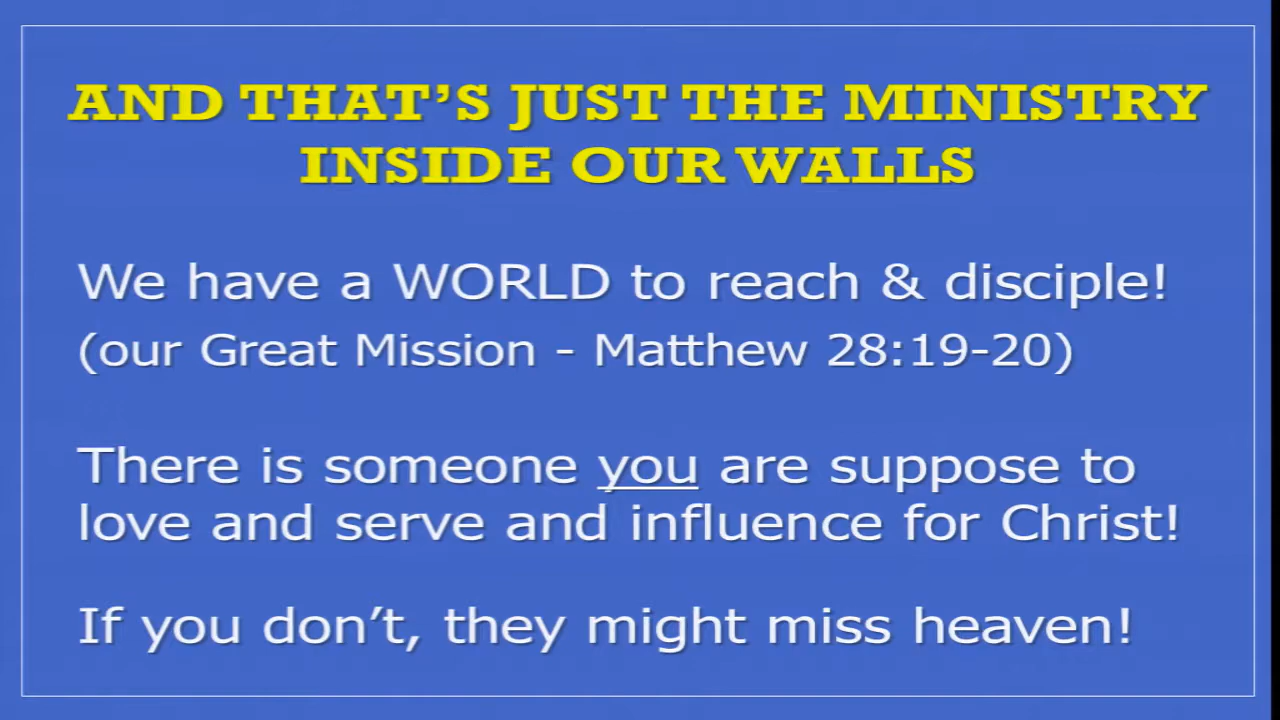 AND THAT’S JUST THE MINISTRY
INSIDE OUR WALLS
We have a WORLD to reach & disciple!
(our Great Mission - Matthew 28:19-20)
There is someone you are suppose to
love and serve and influence for Christ!
If you don’t, they might miss heaven!